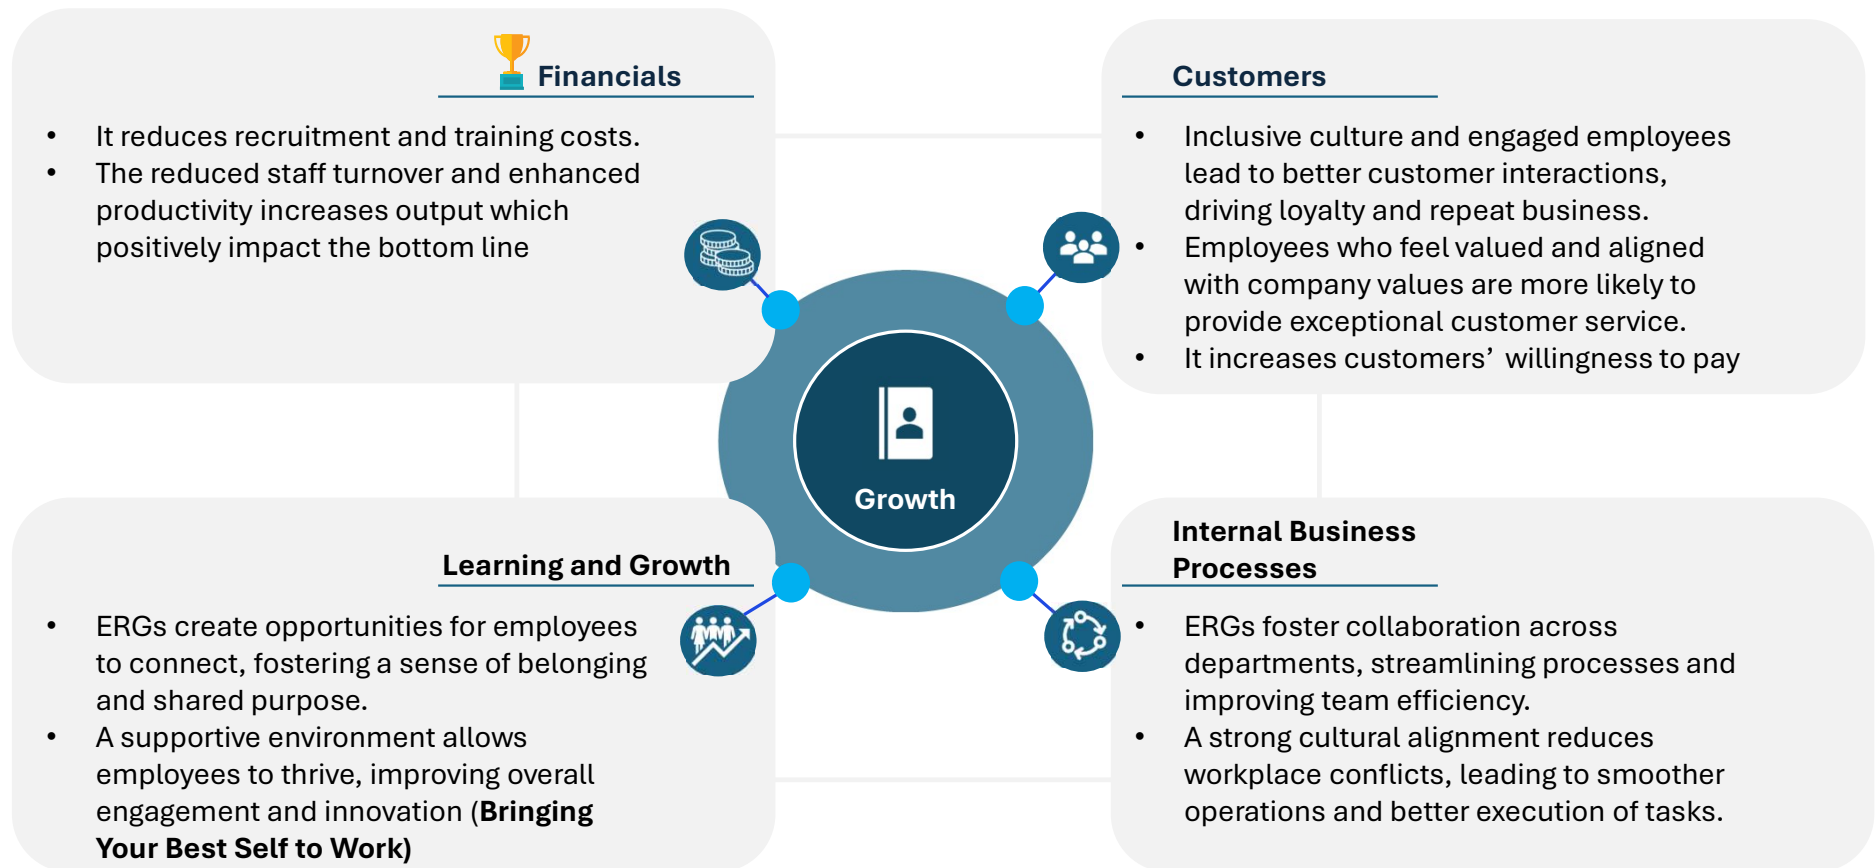 Financials
• It reduces recruitment and training costs.
• The reduced staff turnover and enhanced
productivity increases output which
positively impact the bottom line
Customers
• Inclusive culture and engaged employees
lead to better customer interactions,
driving loyalty and repeat business.
• Employees who feel valued and aligned
with company values are more likely to
provide exceptional customer service.
• It increases customers’ willingness to pay
Growth
Learning and Growth
• ERGs create opportunities for employees
to connect, fostering a sense of belonging
and shared purpose.
• A supportive environment allows
employees to thrive, improving overall
engagement and innovation (Bringing
Your Best Self to Work)
Internal Business
Processes
• ERGs foster collaboration across
departments, streamlining processes and
improving team efficiency.
• A strong cultural alignment reduces
workplace conflicts, leading to smoother
operations and better execution of tasks.